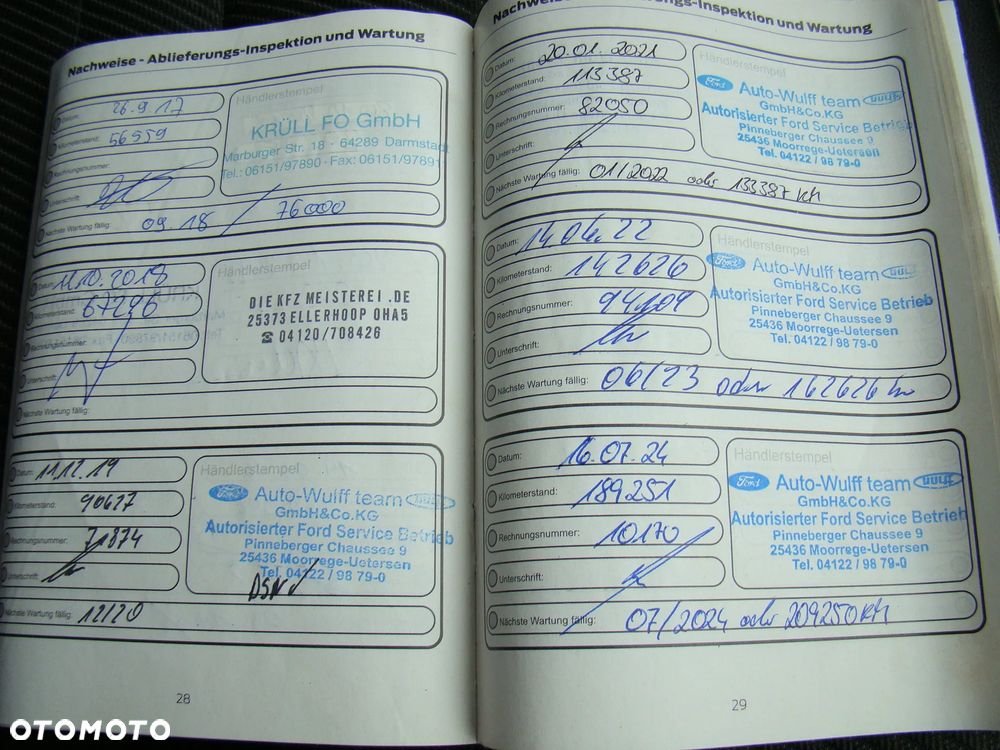 Nachweise - Ablieferungs-Inspektion und Wartung
Datum: 26.9.17
Kilometerstand: 56959
Rechnungsnummer:
Unterschrift:
Nächste Wartung fällig: 09.18 / 76000
Händlerstempel
KRÜLL FO GmbH
Marburger Str. 18 - 64289 Darmstadt
Tel.: 06151/97890 - Fax: 06151/9789
Datum: 11.10.2018
Kilometerstand: 67296
Rechnungsnummer:
Unterschrift:
Nächste Wartung fällig:
Händlerstempel
DIE KFZ MEISTEREI .DE
25373 ELLERHOOP OHA5
☎ 04120/708426
Datum: 11.12.19
Kilometerstand: 90627
Rechnungsnummer: 71874
Unterschrift:
Nächste Wartung fällig: 12/20
Händlerstempel
Ford Auto-Wulff team
GmbH&Co.KG
Autorisierter Ford Service Betrieb
Pinneberger Chaussee 9
25436 Moorrege-Uetersen
Tel. 04122 / 98 79-0
28
Nachweise - Ablieferungs-Inspektion und Wartung
Datum: 20.01.2021
Kilometerstand: 113387
Rechnungsnummer: 82050
Unterschrift:
Nächste Wartung fällig: 01/2022 oder 133387 KM
Händlerstempel
Ford Auto-Wulff team
GmbH&Co.KG
Autorisierter Ford Service Betrieb
Pinneberger Chaussee 9
25436 Moorrege-Uetersen
Tel. 04122 / 98 79-0
Datum: 14.06.22
Kilometerstand: 142626
Rechnungsnummer:
Unterschrift:
Nächste Wartung fällig: 06/23 oder 162626 km
Händlerstempel
Ford Auto-Wulff team
GmbH&Co.KG
Autorisierter Ford Service Betrieb
Pinneberger Chaussee 9
25436 Moorrege-Uetersen
Tel. 04122 / 98 79-0
Datum: 16.07.24
Kilometerstand: 189251
Rechnungsnummer: 10170
Unterschrift:
Nächste Wartung fällig: 07/2024 oder 209250 KM
Händlerstempel
Ford Auto-Wulff team
GmbH&Co.KG
Autorisierter Ford Service Betrieb
Pinneberger Chaussee 9
25436 Moorrege-Uetersen
Tel. 04122 / 98 79-0
29
OTOMOTO